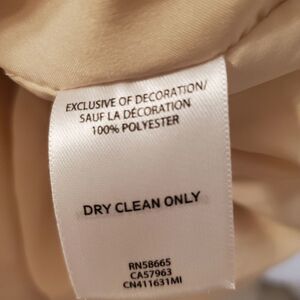 EXCLUSIVE OF DECORATION/
SAUF LA DÉCORATION
100% POLYESTER
DRY CLEAN ONLY
RN58665
CA57963
CN411631MI